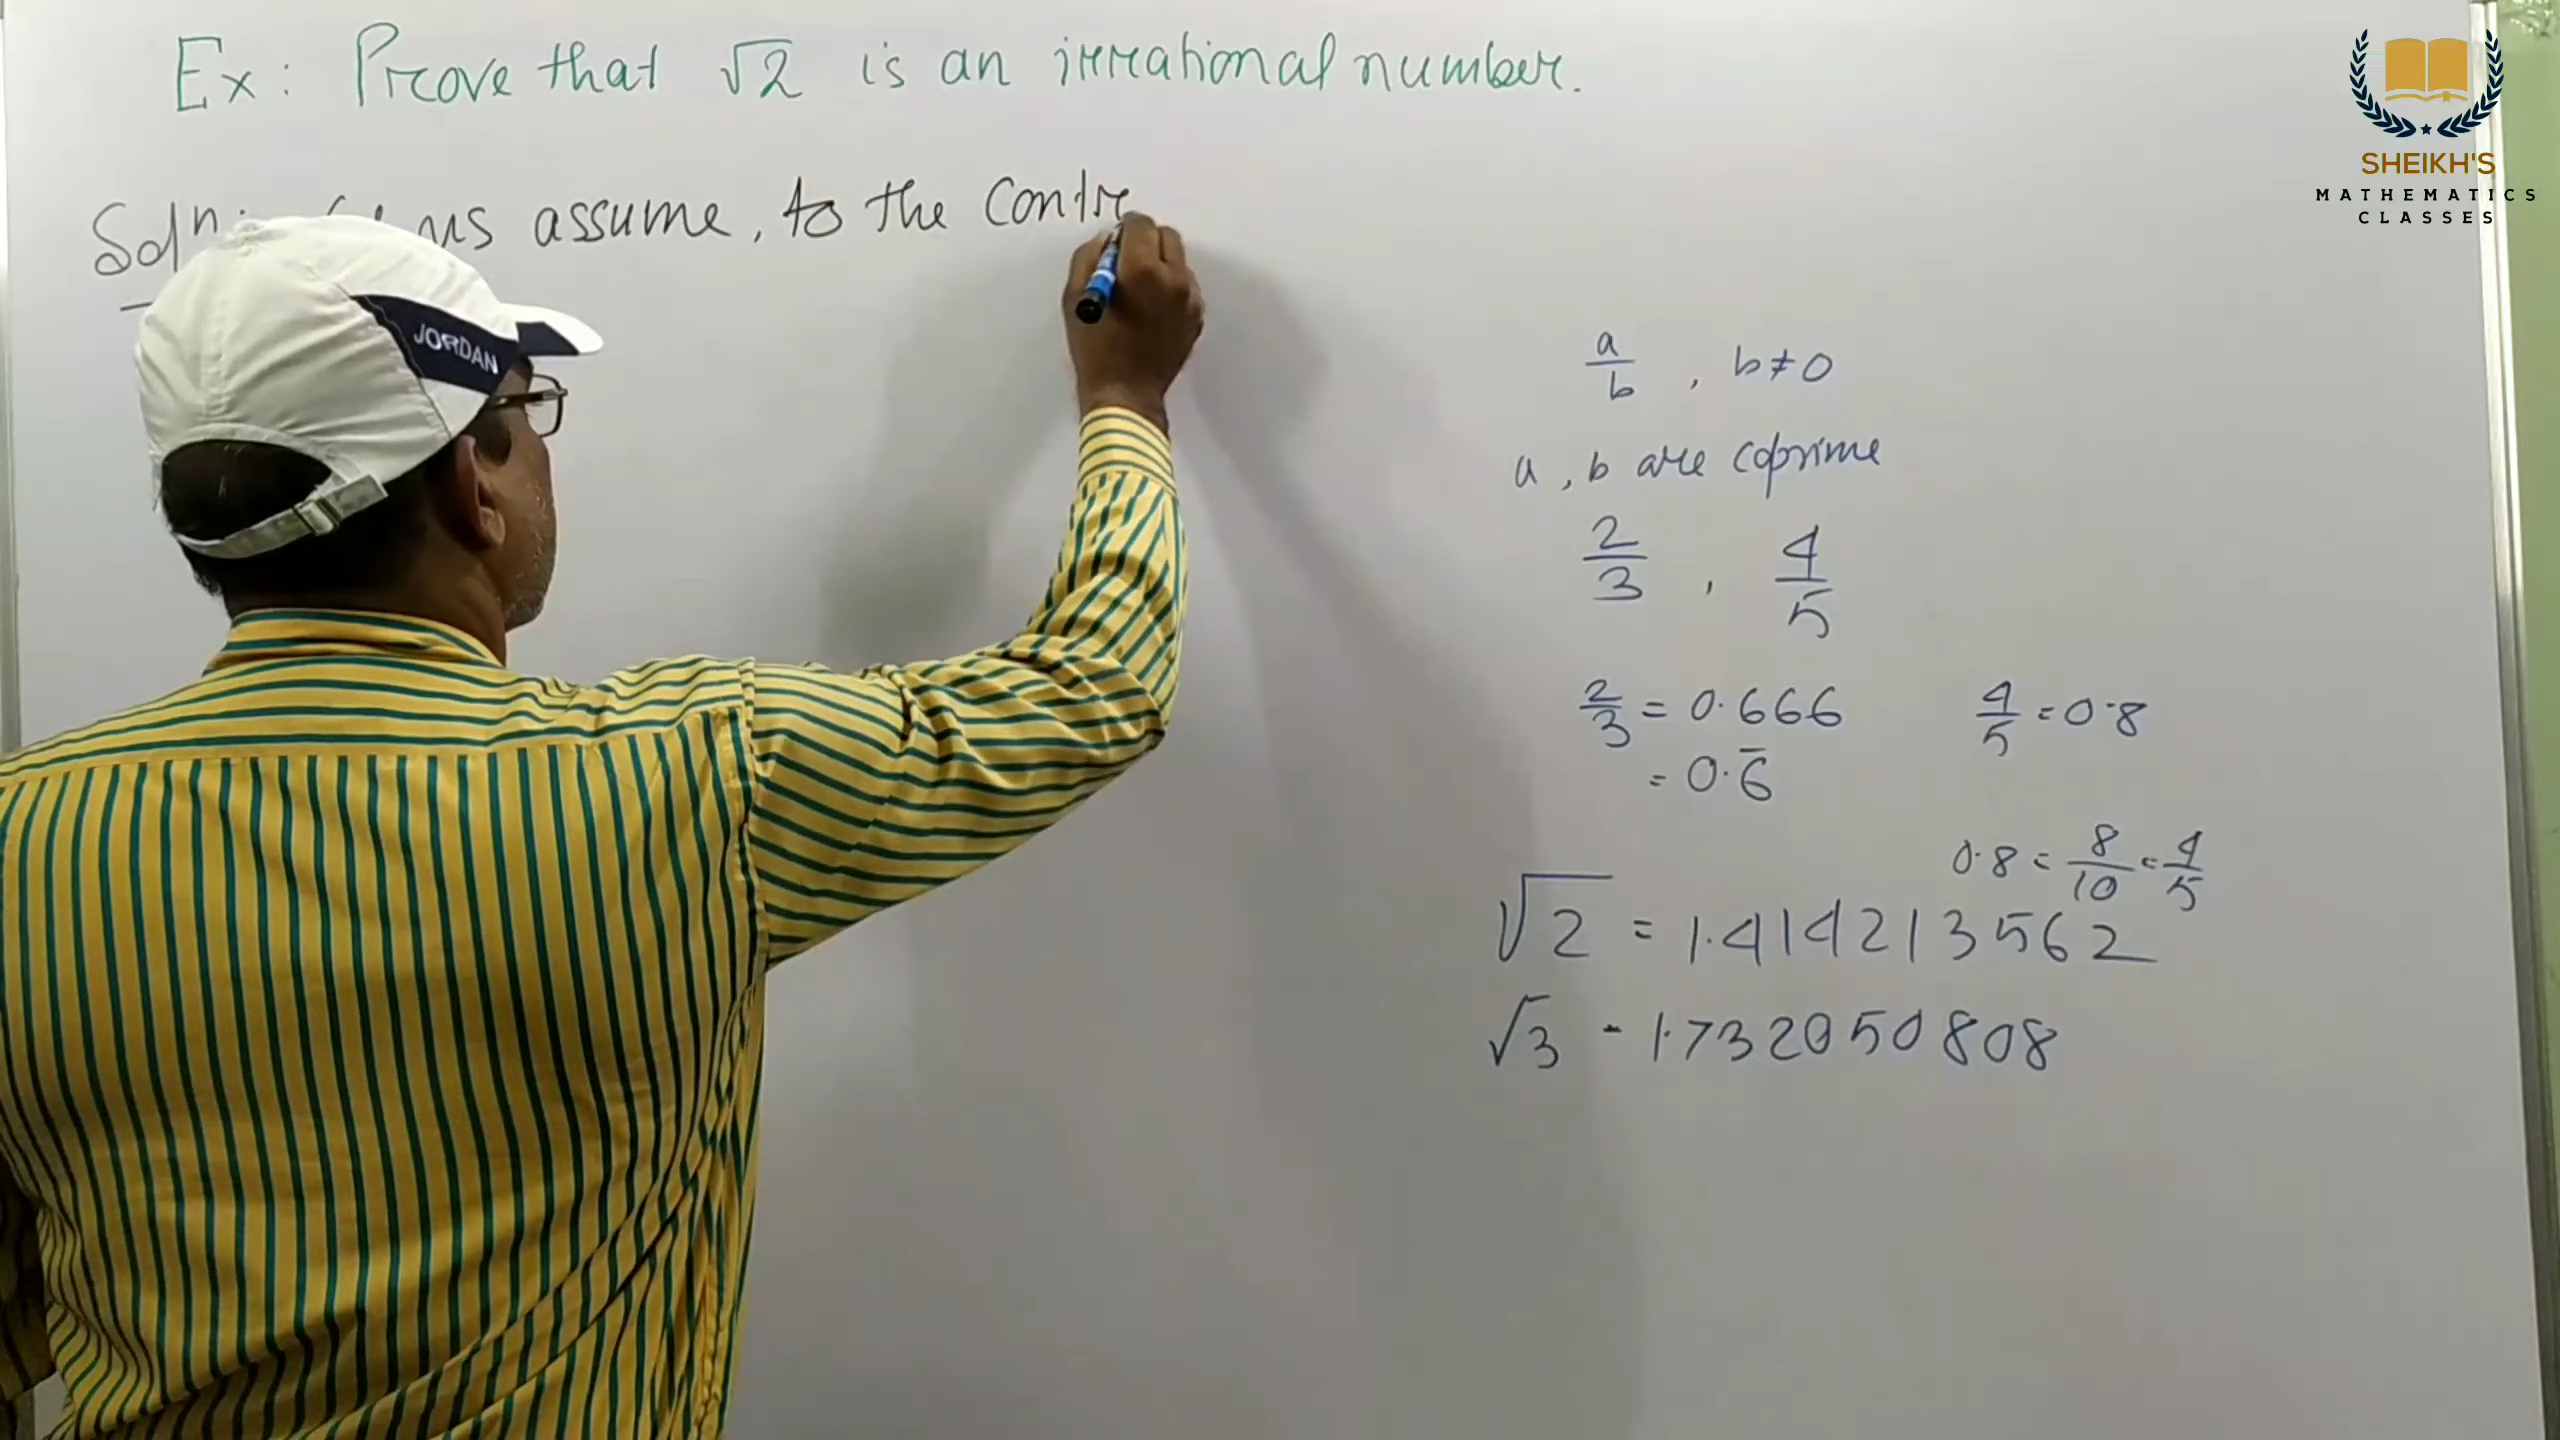 Ex: Prove that √2 is an irrational number.
Solⁿ: us assume, to the Contr
JORDAN
a/b , b≠0
a, b are coprime
2/3 , 4/5
2/3 = 0.666
= 0.6̅
4/5 = 0.8
0.8 = 8/10 = 4/5
√2 = 1.414213562
√3 - 1.732050808
SHEIKH'S
MATHEMATICS
CLASSES